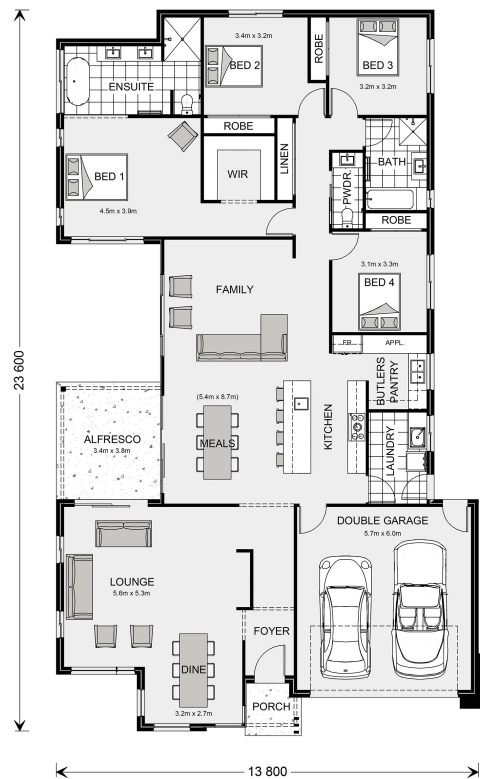 3.4m x 3.2m
BED 2
ROBE
BED 3
3.2m x 3.2m
ENSUITE
ROBE
LINEN
BATH
WIR
PWDR.
BED 1
4.5m x 3.9m
ROBE
3.1m x 3.3m
BED 4
FAMILY
FR
APPL.
BUTLERS
PANTRY
23 600
(5.4m x 8.7m)
MEALS
KITCHEN
ALFRESCO
3.4m x 3.8m
LAUNDRY
DOUBLE GARAGE
5.7m x 6.0m
LOUNGE
5.6m x 5.3m
FOYER
DINE
3.2m x 2.7m
PORCH
13 800